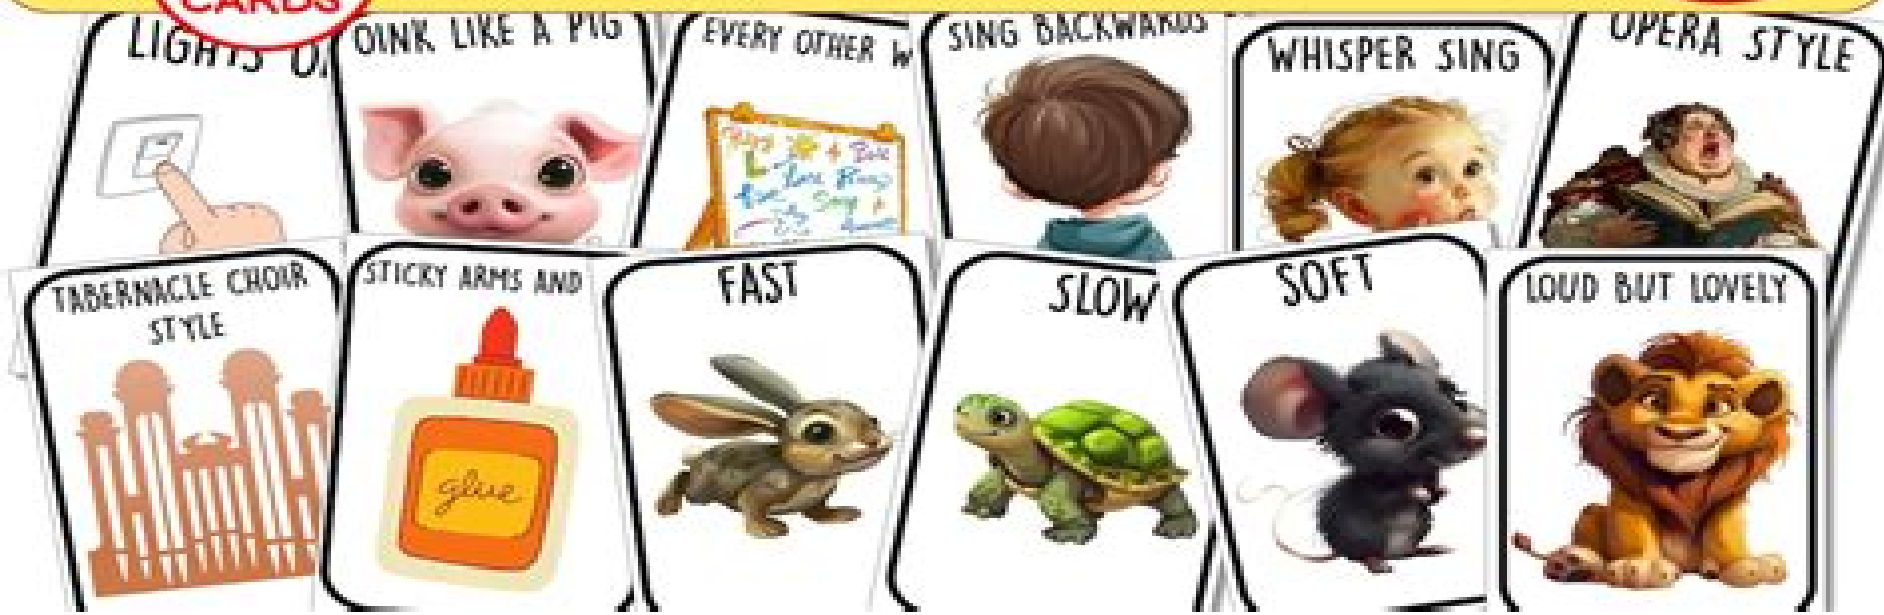 CARDS
LIGHTS
OINK LIKE A PIG
EVERY OTHER
SING BACKWARDS
WHISPER SING
OPERA STYLE
TABERNACLE CHOIR
STYLE
STICKY ARMS AND
glue
FAST
SLOW
SOFT
LOUD BUT LOVELY